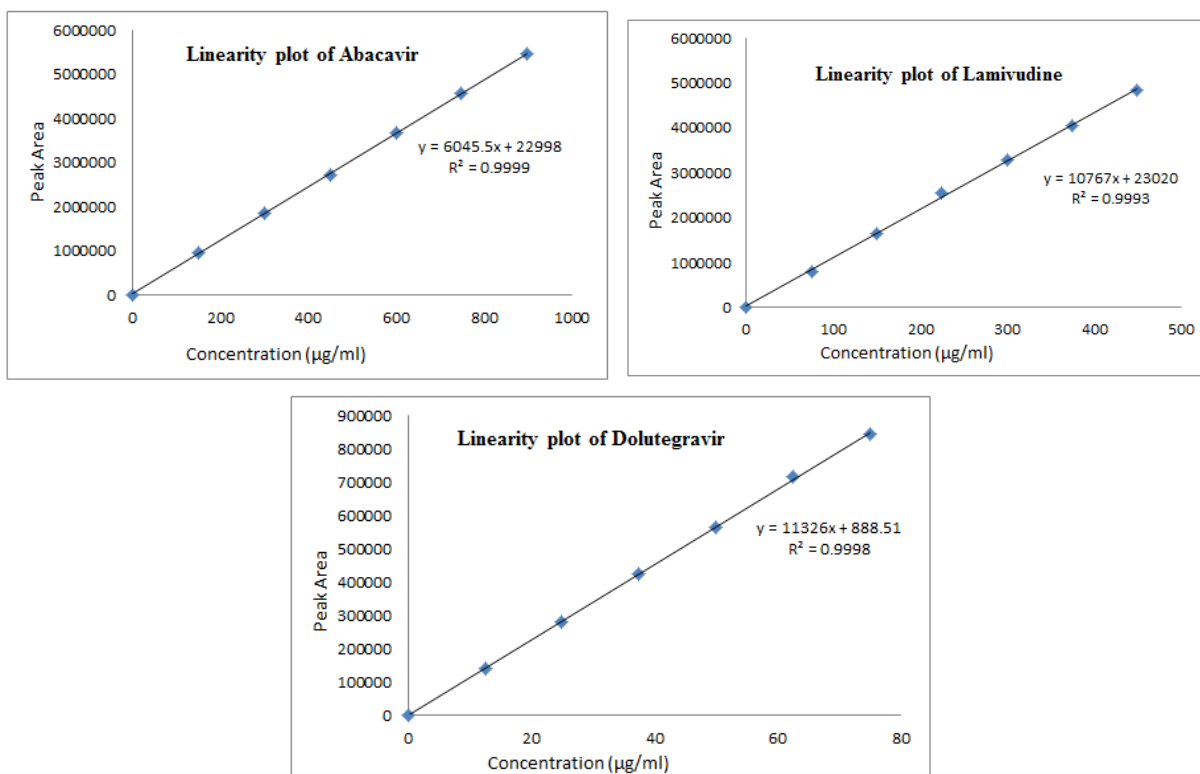 Linearity plot of Abacavir
Peak Area
6000000
5000000
4000000
3000000
2000000
1000000
0
y = 6045.5x + 22998
R² = 0.9999
0 200 400 600 800 1000
Concentration (µg/ml)
Linearity plot of Lamivudine
Peak Area
6000000
5000000
4000000
3000000
2000000
1000000
0
y = 10767x + 23020
R² = 0.9993
0 100 200 300 400 500
Concentration (µg/ml)
Linearity plot of Dolutegravir
Peak Area
900000
800000
700000
600000
500000
400000
300000
200000
100000
0
y = 11326x + 888.51
R² = 0.9998
0 20 40 60 80
Concentration (µg/ml)